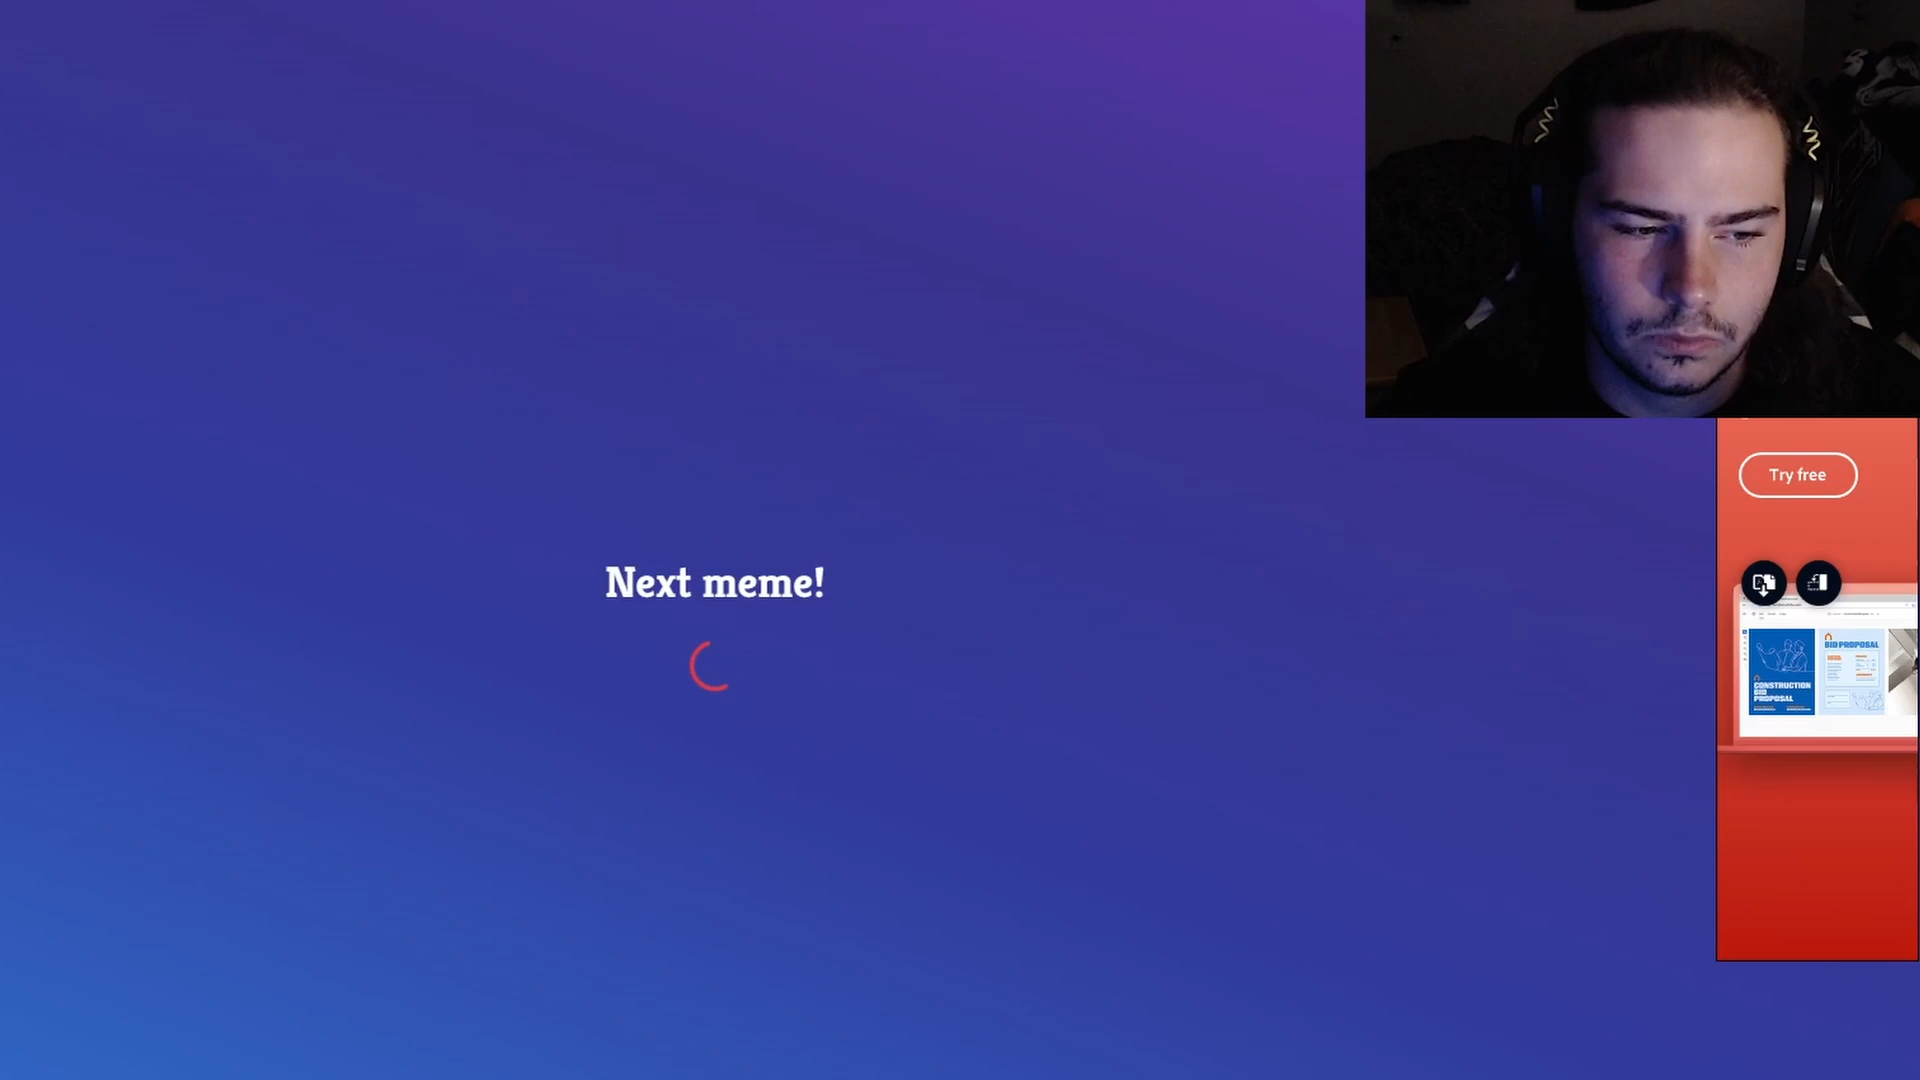 Next meme!
Try free
CONSTRUCTION
BID
PROPOSAL
BID PROPOSAL